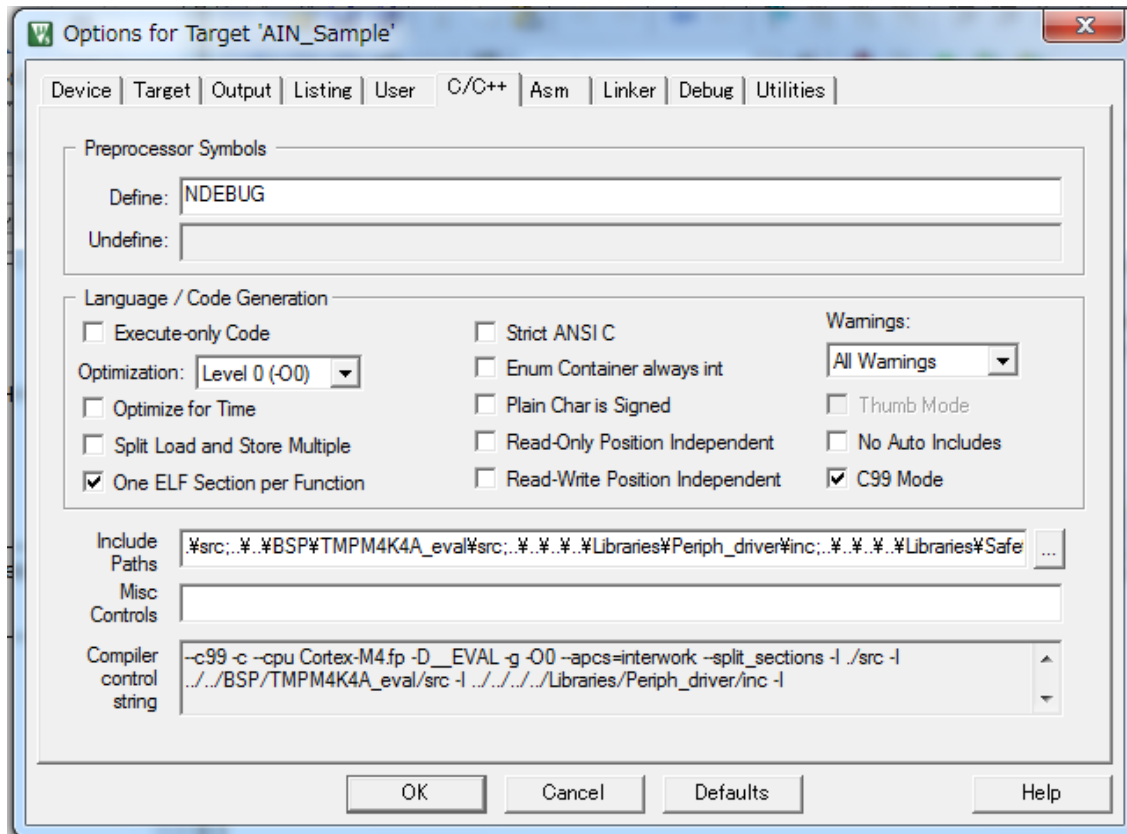 Options for Target 'AIN_Sample'
Device Target Output Listing User C/C++ Asm Linker Debug Utilities
Preprocessor Symbols
Define: NDEBUG
Undefine:
Language / Code Generation
Execute-only Code
Optimization: Level 0 (-O0)
Optimize for Time
Split Load and Store Multiple
One ELF Section per Function
Strict ANSI C
Enum Container always int
Plain Char is Signed
Read-Only Position Independent
Read-Write Position Independent
Warnings:
All Warnings
Thumb Mode
No Auto Includes
C99 Mode
Include Paths
.¥src;..¥..¥BSP¥TMPM4K4A_eval¥src;..¥..¥..¥..¥Libraries¥Periph_driver¥inc;..¥..¥..¥..¥Libraries¥Safe
...
Misc Controls
Compiler control string
--c99 -c --cpu Cortex-M4.fp -D__EVAL -g -O0 --apcs=interwork --split_sections -I ./src -I
../../BSP/TMPM4K4A_eval/src -I ../../../../Libraries/Periph_driver/inc -I
OK Cancel Defaults Help